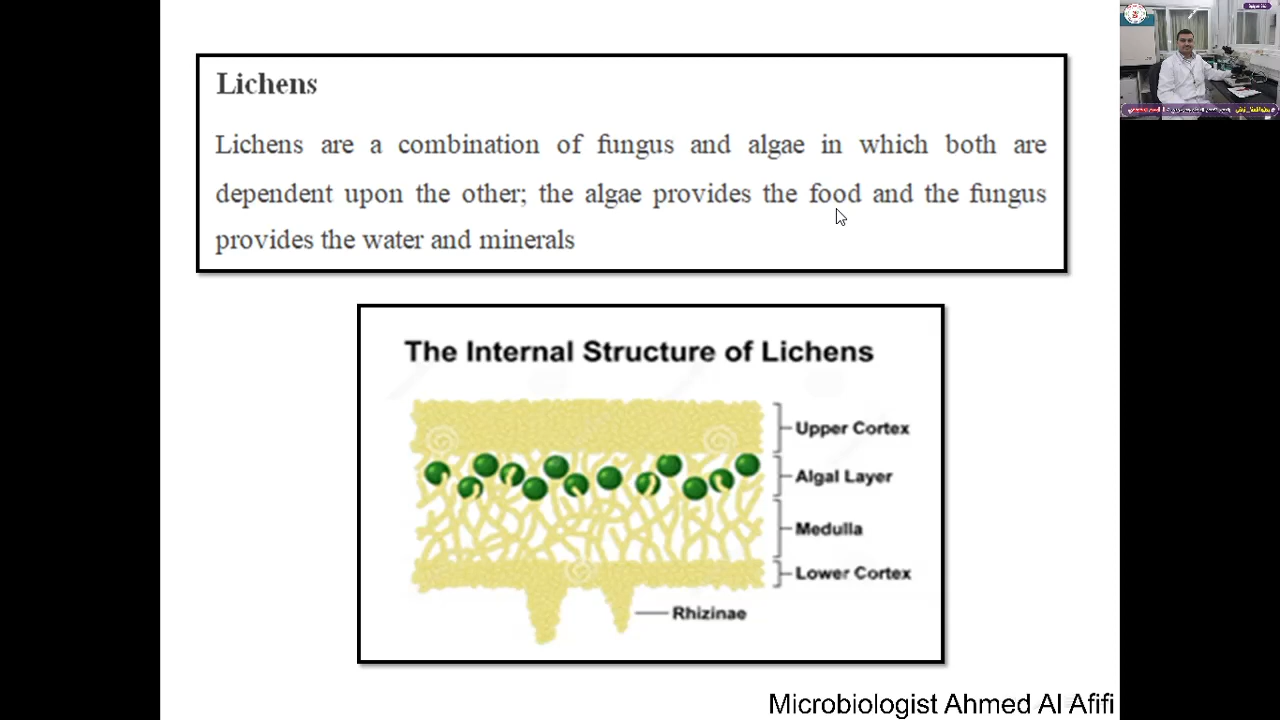 Lichens
Lichens are a combination of fungus and algae in which both are
dependent upon the other; the algae provides the food and the fungus
provides the water and minerals
The Internal Structure of Lichens
Upper Cortex
Algal Layer
Medulla
Lower Cortex
Rhizinae
Microbiologist Ahmed Al Afifi